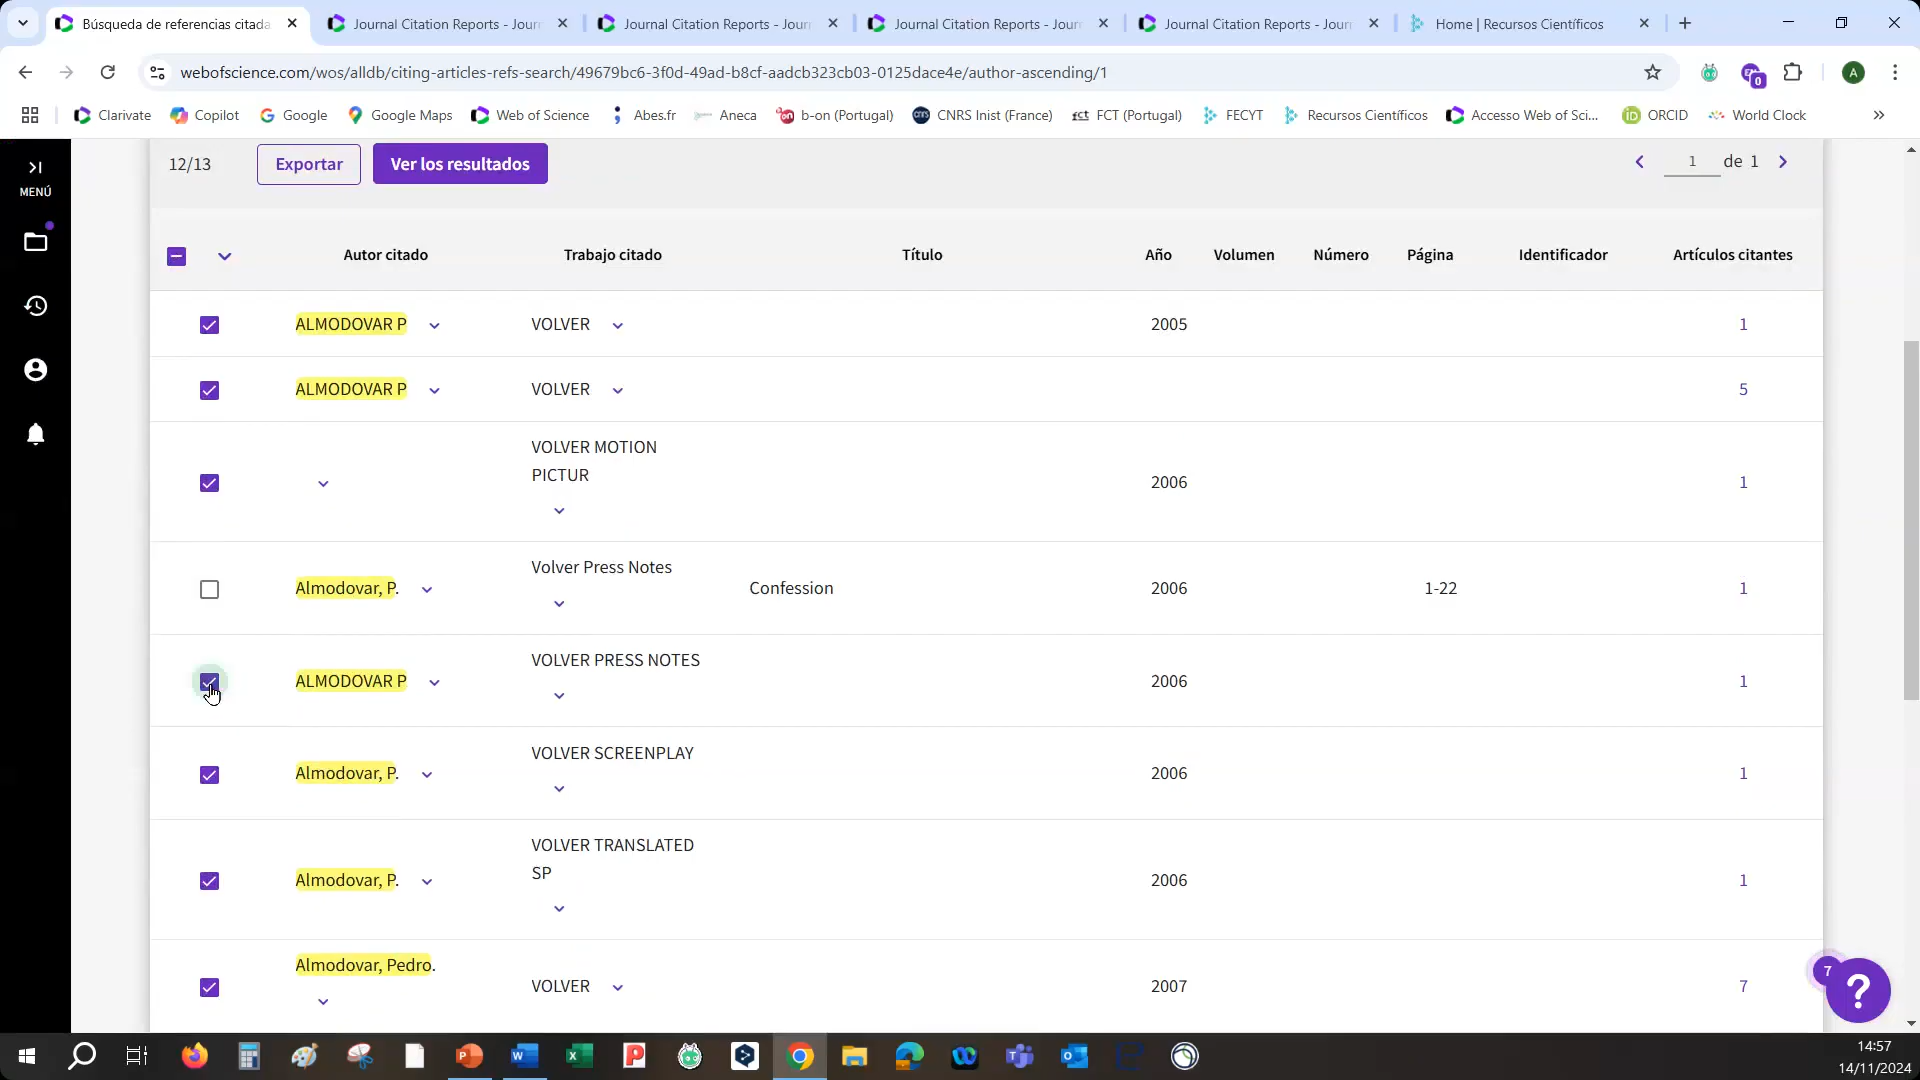 Búsqueda de referencias citada
Journal Citation Reports - Jour
Journal Citation Reports - Jour
Journal Citation Reports - Jour
Journal Citation Reports - Jour
Home | Recursos Científicos
webofscience.com/wos/alldb/citing-articles-refs-search/49679bc6-3f0d-49ad-b8cf-aadcb323cb03-0125dace4e/author-ascending/1
0
A
Clarivate
Copilot
Google
Google Maps
Web of Science
Abes.fr
Aneca
b-on (Portugal)
CNRS Inist (France)
FCT (Portugal)
FECYT
Recursos Científicos
Accesso Web of Sci...
ORCID
World Clock
MENÚ
12/13
Exportar
Ver los resultados
1 de 1
Autor citado Trabajo citado Título Año Volumen Número Página Identificador Artículos citantes
ALMODOVAR P VOLVER 2005 1
ALMODOVAR P VOLVER 5
VOLVER MOTION
PICTUR 2006 1
Volver Press Notes
Almodovar, P. Confession 2006 1-22 1
VOLVER PRESS NOTES
ALMODOVAR P 2006 1
VOLVER SCREENPLAY
Almodovar, P. 2006 1
VOLVER TRANSLATED
SP
Almodovar, P. 2006 1
Almodovar, Pedro.
VOLVER 2007 7
7
?
14:57
14/11/2024